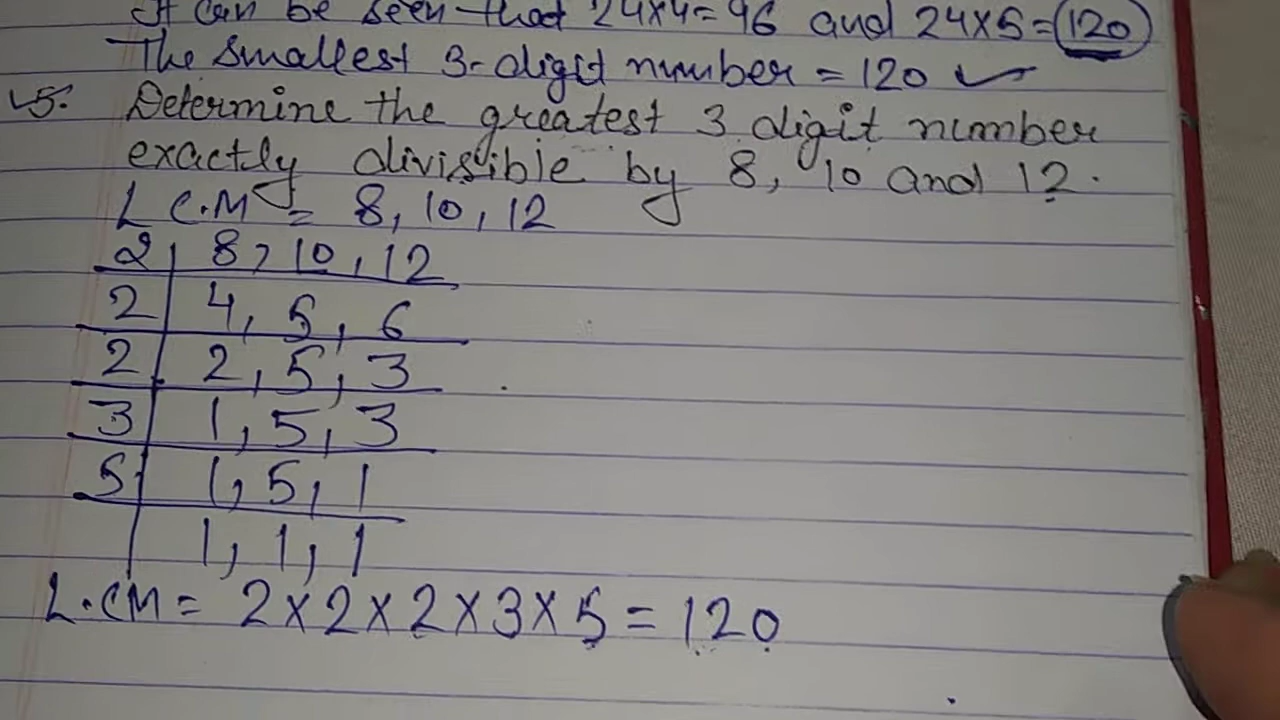 It can be seen that 24x4=96 and 24x5=120
The smallest 3-digit number = 120 ✓
5. Determine the greatest 3 digit number
exactly divisible by 8, 10 and 12.
L C.M = 8, 10, 12
2 | 8, 10, 12
2 | 4, 5, 6
2 | 2, 5, 3
3 | 1, 5, 3
5 | 1, 5, 1
| 1, 1, 1
L.CM = 2x2x2x3x5 = 120